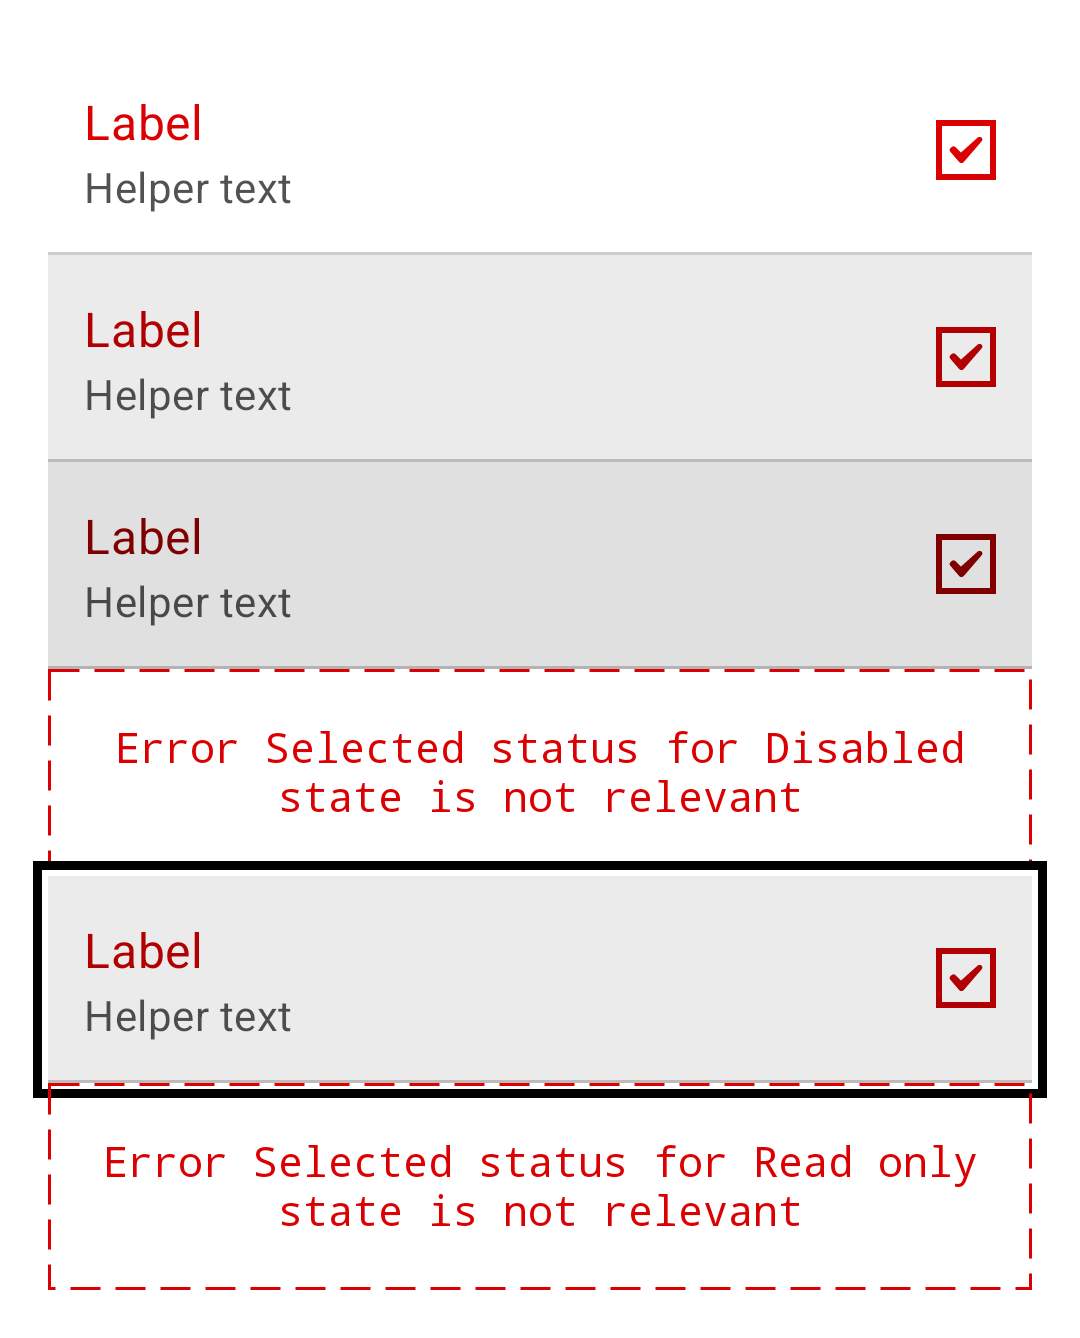 Label
Helper text
Label
Helper text
Label
Helper text
Error Selected status for Disabled
state is not relevant
Label
Helper text
Error Selected status for Read only
state is not relevant